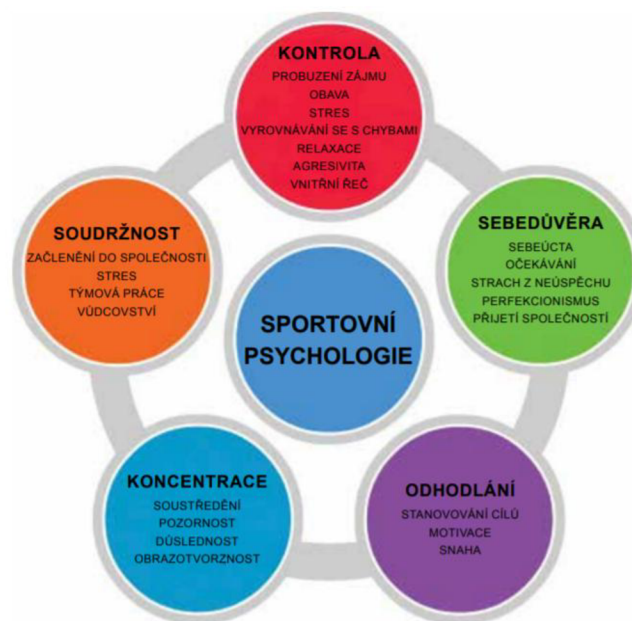 KONTROLA
PROBUZENÍ ZÁJMU
OBAVA
STRES
VYROVNÁVÁNÍ SE S CHYBAMI
RELAXACE
AGRESIVITA
VNITŘNÍ ŘEČ
SOUDRŽNOST
ZAČLENĚNÍ DO SPOLEČNOSTI
STRES
TÝMOVÁ PRÁCE
VŮDCOVSTVÍ
SEBEDŮVĚRA
SEBEÚCTA
OČEKÁVÁNÍ
STRACH Z NEÚSPĚCHU
PERFEKCIONISMUS
PŘIJETÍ SPOLEČNOSTÍ
SPORTOVNÍ
PSYCHOLOGIE
KONCENTRACE
SOUSTŘEDĚNÍ
POZORNOST
DŮSLEDNOST
OBRAZOTVORZNOST
ODHODLÁNÍ
STANOVOVÁNÍ CÍLŮ
MOTIVACE
SNAHA